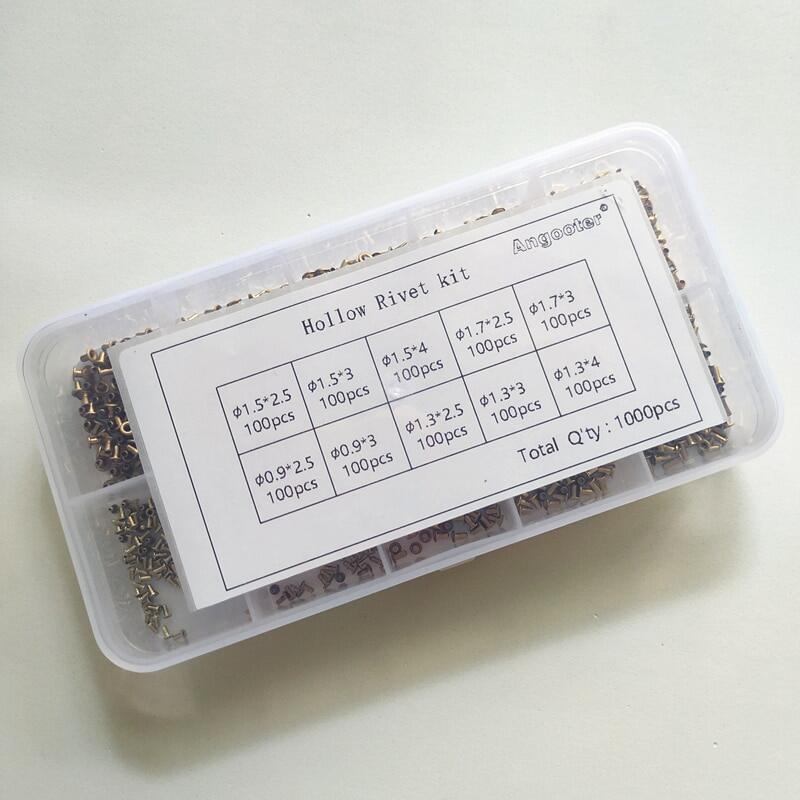 Angooter®
Hollow Rivet kit
φ1.5*2.5 100pcs
φ1.5*3 100pcs
φ1.5*4 100pcs
φ1.7*2.5 100pcs
φ1.7*3 100pcs
φ0.9*2.5 100pcs
φ0.9*3 100pcs
φ1.3*2.5 100pcs
φ1.3*3 100pcs
φ1.3*4 100pcs
Total Q'ty : 1000pcs